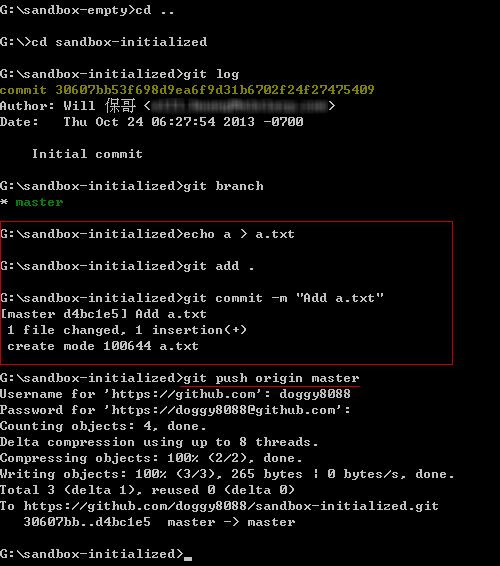 G:\sandbox-empty>cd ..
G:\>cd sandbox-initialized
G:\sandbox-initialized>git log
commit 30607bb53f698d9ea6f9d31b6702f24f27475409
Author: Will 保哥 < >
Date:   Thu Oct 24 06:27:54 2013 -0700
Initial commit
G:\sandbox-initialized>git branch
* master
G:\sandbox-initialized>echo a > a.txt
G:\sandbox-initialized>git add .
G:\sandbox-initialized>git commit -m "Add a.txt"
[master d4bc1e5] Add a.txt
1 file changed, 1 insertion(+)
create mode 100644 a.txt
G:\sandbox-initialized>git push origin master
Username for 'https://github.com': doggy8088
Password for 'https://doggy8088@github.com':
Counting objects: 4, done.
Delta compression using up to 8 threads.
Compressing objects: 100% (2/2), done.
Writing objects: 100% (3/3), 265 bytes ¦ 0 bytes/s, done.
Total 3 (delta 1), reused 0 (delta 0)
To https://github.com/doggy8088/sandbox-initialized.git
30607bb..d4bc1e5  master -> master
G:\sandbox-initialized>_